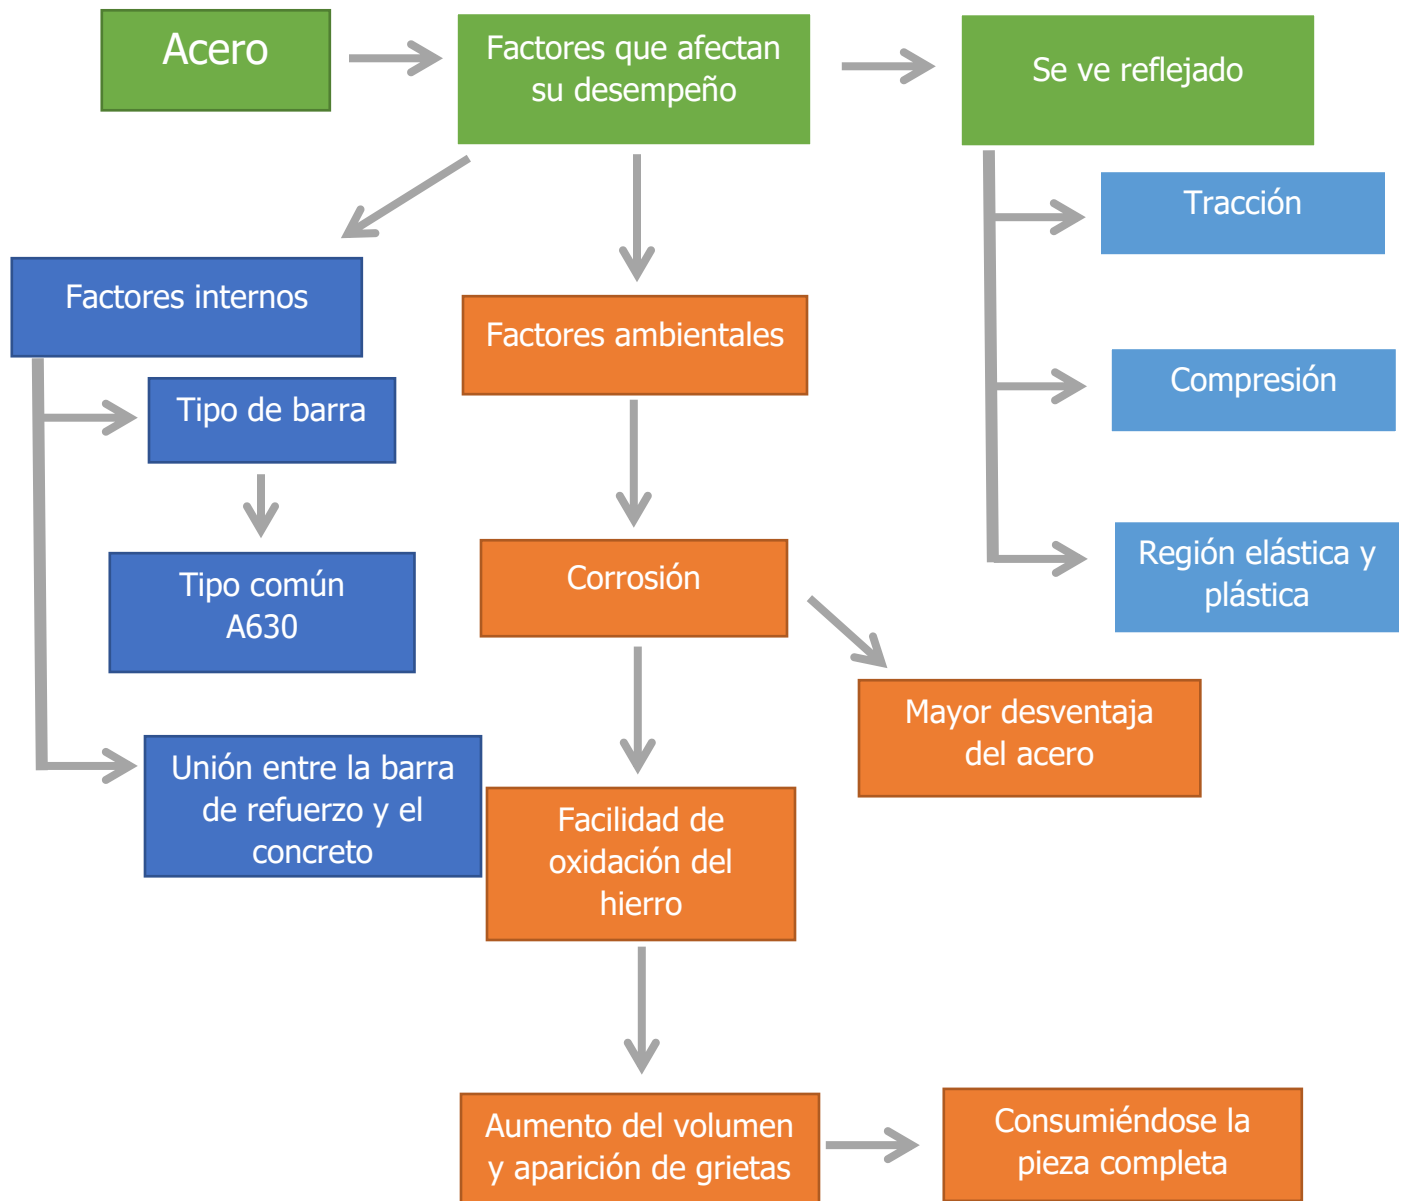 Acero
Factores que afectan
su desempeño
Se ve reflejado
Tracción
Factores internos
Factores ambientales
Compresión
Tipo de barra
Región elástica y
plástica
Tipo común
A630
Corrosión
Mayor desventaja
del acero
Unión entre la barra
de refuerzo y el
concreto
Facilidad de
oxidación del
hierro
Aumento del volumen
y aparición de grietas
Consumiéndose la
pieza completa